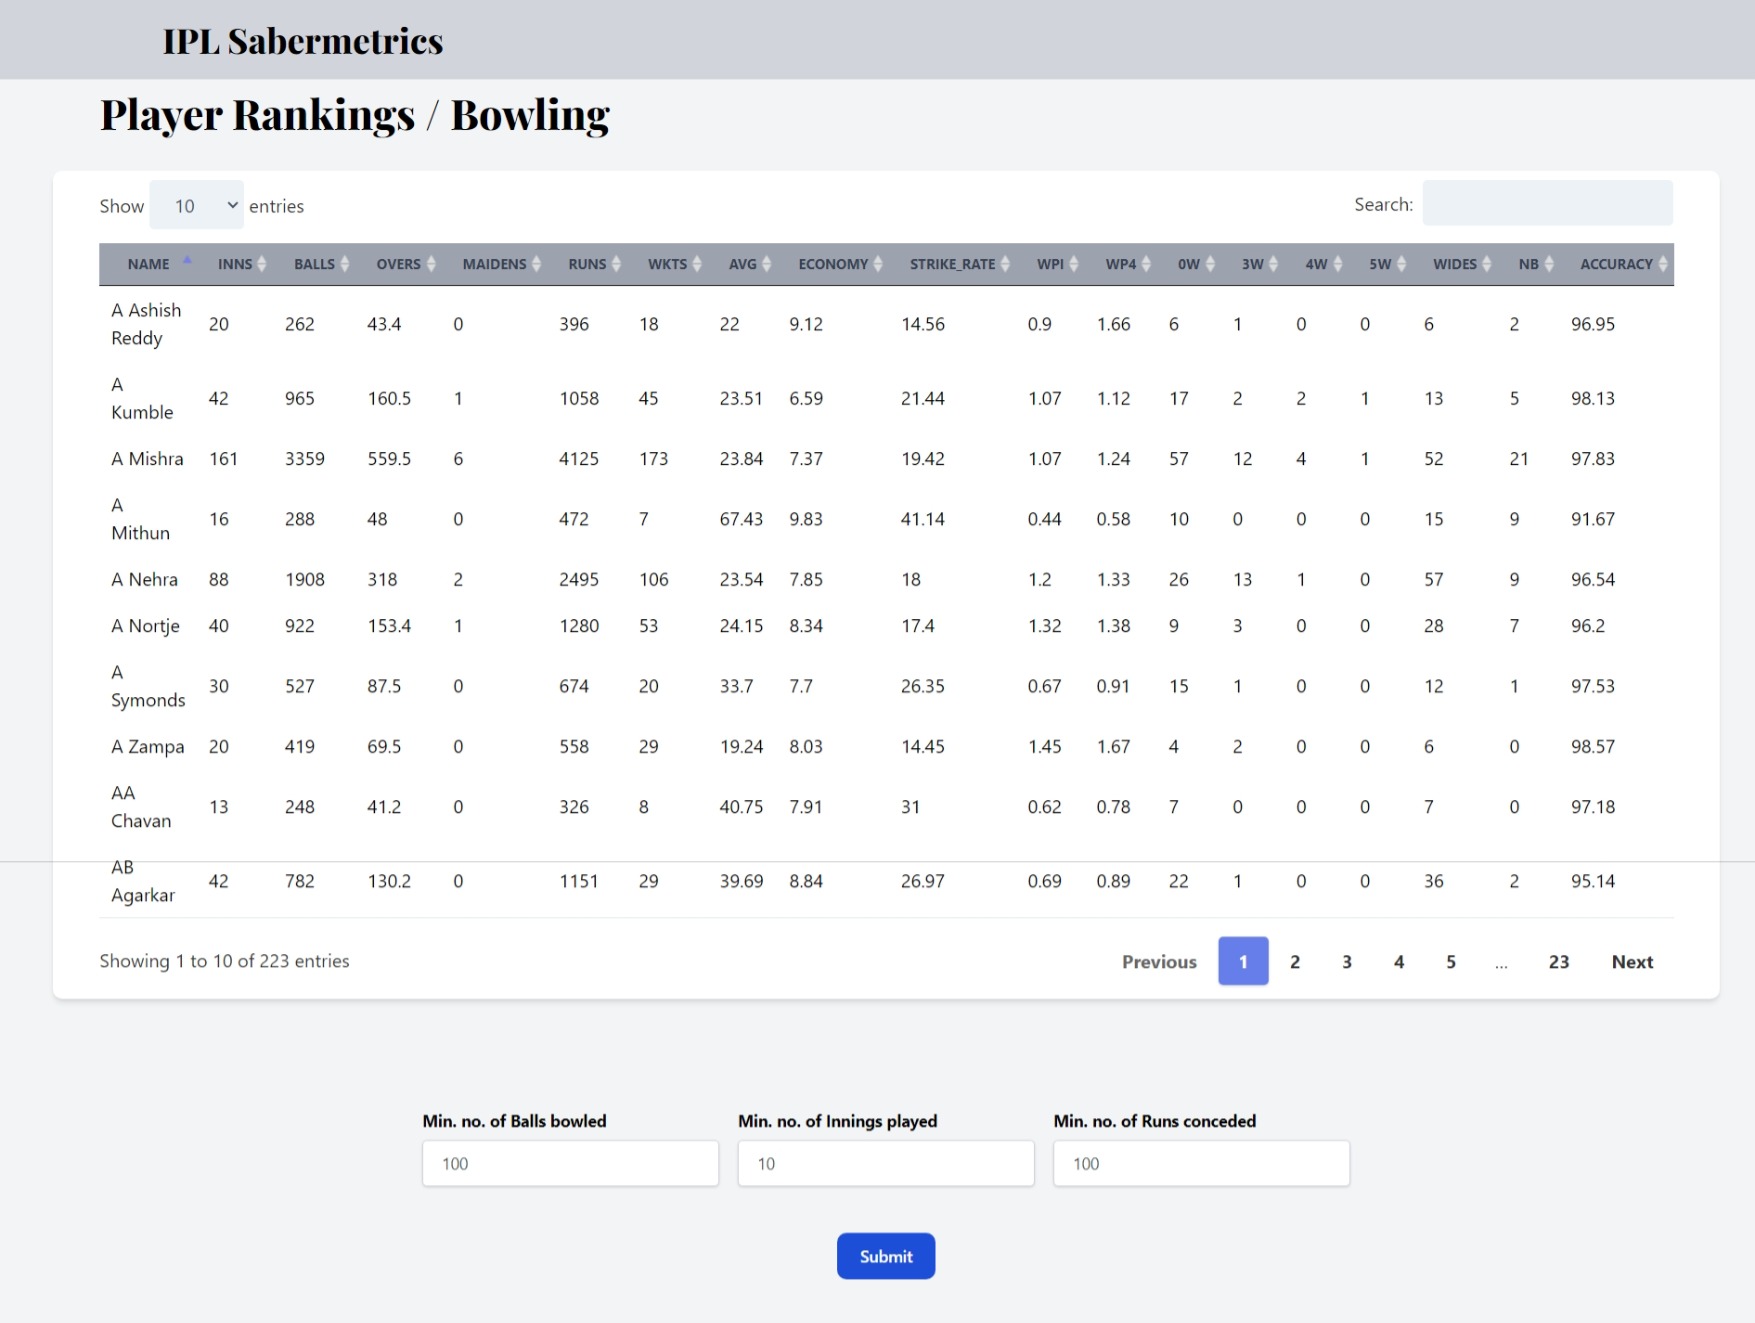 IPL Sabermetrics
Player Rankings / Bowling
Show 10 entries Search:
NAME INNS BALLS OVERS MAIDENS RUNS WKTS AVG ECONOMY STRIKE_RATE WPI WP4 0W 3W 4W 5W WIDES NB ACCURACY
A Ashish
Reddy 20 262 43.4 0 396 18 22 9.12 14.56 0.9 1.66 6 1 0 0 6 2 96.95
A
Kumble 42 965 160.5 1 1058 45 23.51 6.59 21.44 1.07 1.12 17 2 2 1 13 5 98.13
A Mishra 161 3359 559.5 6 4125 173 23.84 7.37 19.42 1.07 1.24 57 12 4 1 52 21 97.83
A
Mithun 16 288 48 0 472 7 67.43 9.83 41.14 0.44 0.58 10 0 0 0 15 9 91.67
A Nehra 88 1908 318 2 2495 106 23.54 7.85 18 1.2 1.33 26 13 1 0 57 9 96.54
A Nortje 40 922 153.4 1 1280 53 24.15 8.34 17.4 1.32 1.38 9 3 0 0 28 7 96.2
A
Symonds 30 527 87.5 0 674 20 33.7 7.7 26.35 0.67 0.91 15 1 0 0 12 1 97.53
A Zampa 20 419 69.5 0 558 29 19.24 8.03 14.45 1.45 1.67 4 2 0 0 6 0 98.57
AA
Chavan 13 248 41.2 0 326 8 40.75 7.91 31 0.62 0.78 7 0 0 0 7 0 97.18
AB
Agarkar 42 782 130.2 0 1151 29 39.69 8.84 26.97 0.69 0.89 22 1 0 0 36 2 95.14
Showing 1 to 10 of 223 entries Previous 1 2 3 4 5 ... 23 Next
Min. no. of Balls bowled Min. no. of Innings played Min. no. of Runs conceded
100 10 100
Submit